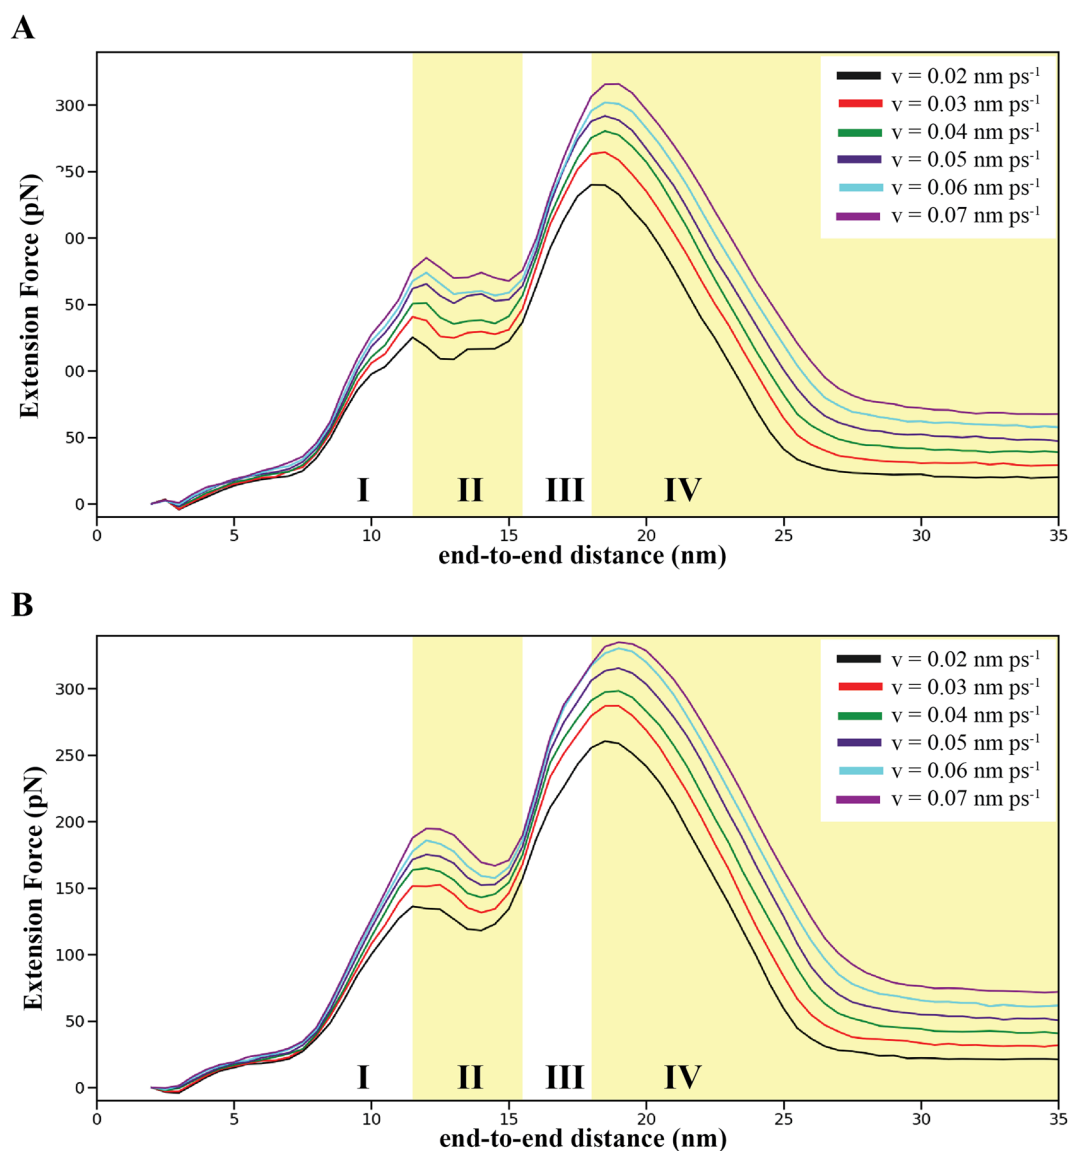 A
Extension Force (pN)
300
250
00
50
00
50
0
v = 0.02 nm ps⁻¹
v = 0.03 nm ps⁻¹
v = 0.04 nm ps⁻¹
v = 0.05 nm ps⁻¹
v = 0.06 nm ps⁻¹
v = 0.07 nm ps⁻¹
I II III IV
0 5 10 15 20 25 30 35
end-to-end distance (nm)
B
Extension Force (pN)
300
250
200
150
100
50
0
v = 0.02 nm ps⁻¹
v = 0.03 nm ps⁻¹
v = 0.04 nm ps⁻¹
v = 0.05 nm ps⁻¹
v = 0.06 nm ps⁻¹
v = 0.07 nm ps⁻¹
I II III IV
0 5 10 15 20 25 30 35
end-to-end distance (nm)